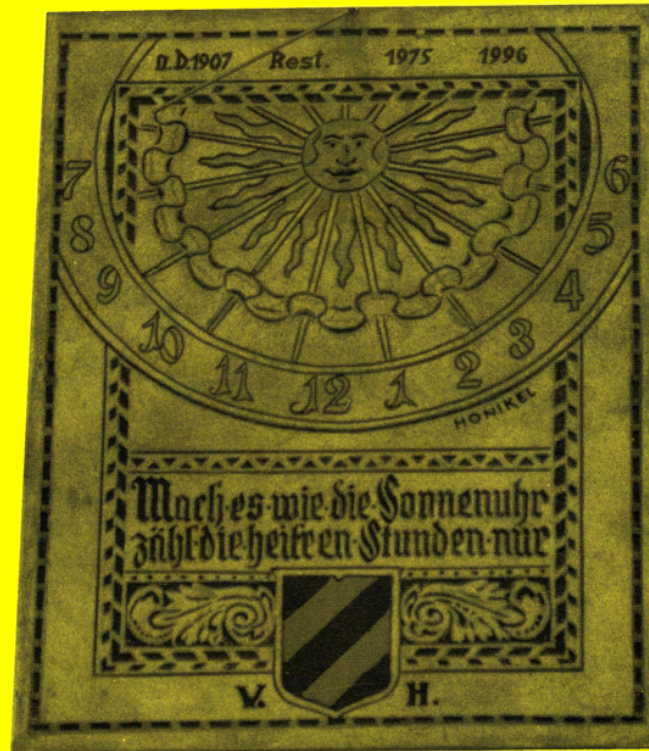 A.D.1907 Rest. 1975 1996
7 6
8 5
9 4
10 3
11 12 1 2
HONIKEL
Mach·es·wie·die·Sonnenuhr
zähl·die·heitren·Stunden·nur
V. H.